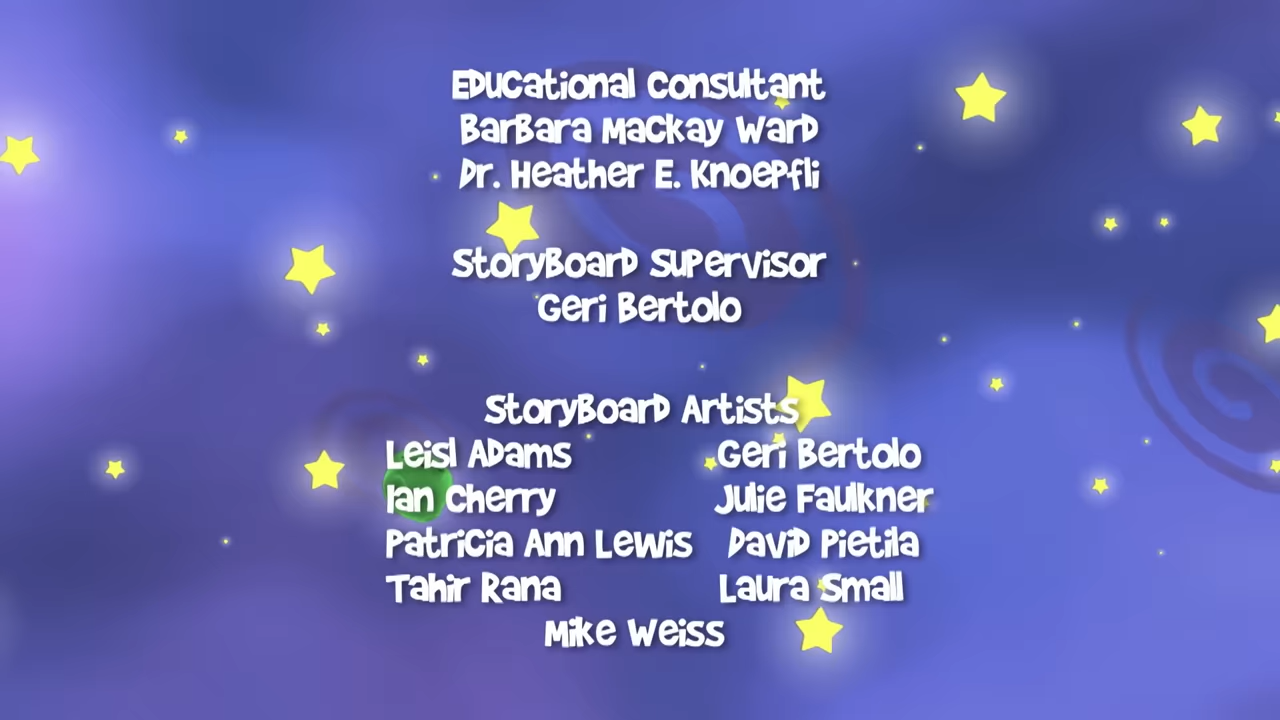 Educational Consultant
Barbara Mackay Ward
Dr. Heather E. Knoepfli
Storyboard Supervisor
Geri Bertolo
Storyboard Artists
Leisl Adams Geri Bertolo
Ian Cherry Julie Faulkner
Patricia Ann Lewis David Pietila
Tahir Rana Laura Small
Mike Weiss